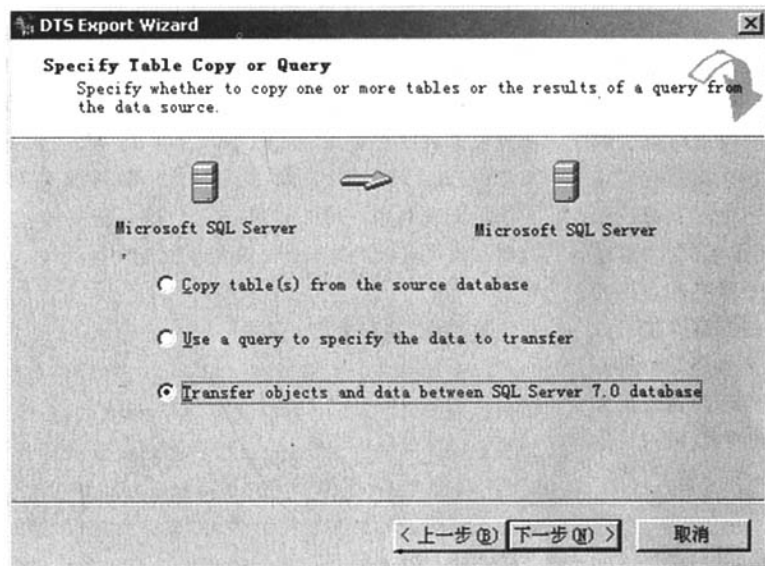 DTS Export Wizard
Specify Table Copy or Query
Specify whether to copy one or more tables or the results of a query from
the data source.
Microsoft SQL Server
Microsoft SQL Server
Copy table(s) from the source database
Use a query to specify the data to transfer
Transfer objects and data between SQL Server 7.0 database
< 上一步(B)
下一步(N) >
取消